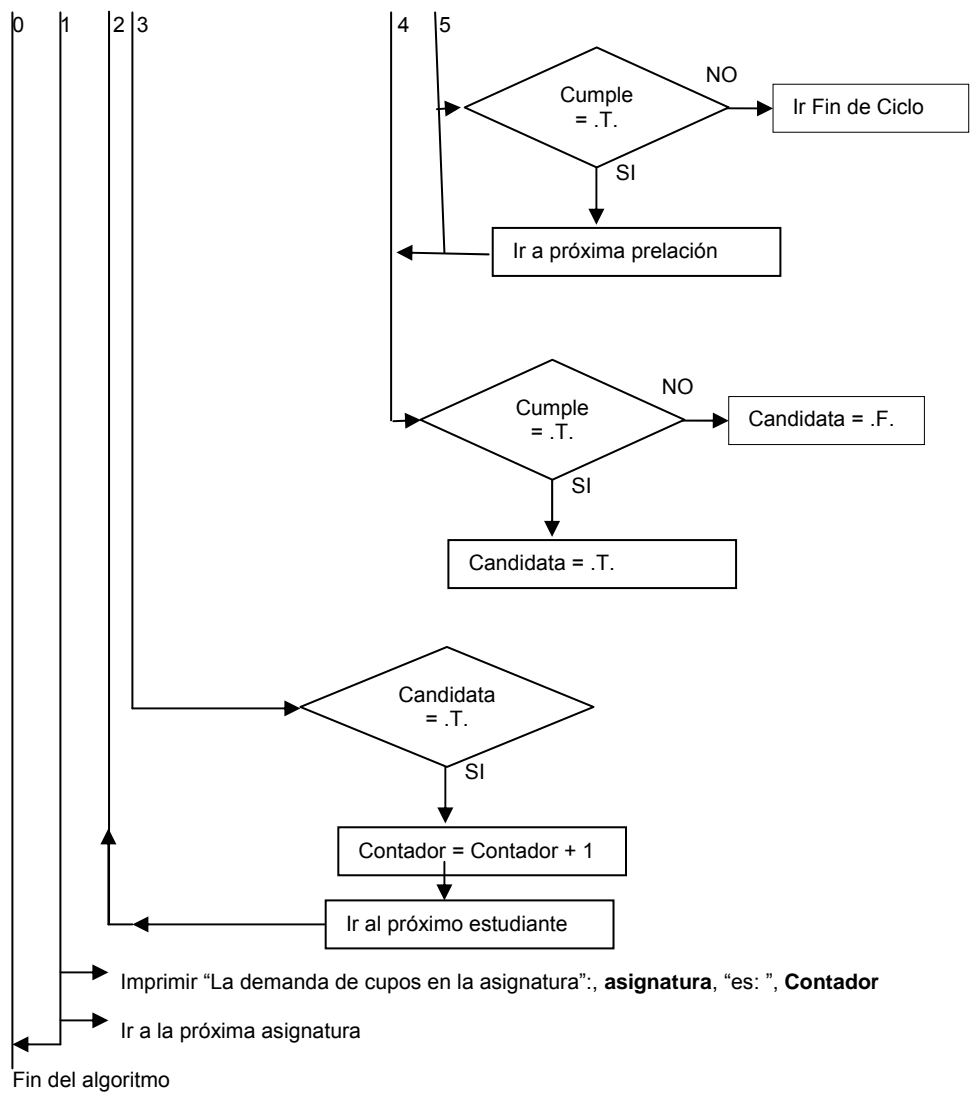 0 1 2 3 4 5
Cumple
= .T.
NO
Ir Fin de Ciclo
SI
Ir a próxima prelación
Cumple
= .T.
NO
Candidata = .F.
SI
Candidata = .T.
Candidata
= .T.
SI
Contador = Contador + 1
Ir al próximo estudiante
Imprimir “La demanda de cupos en la asignatura”:, asignatura, “es: ”, Contador
Ir a la próxima asignatura
Fin del algoritmo